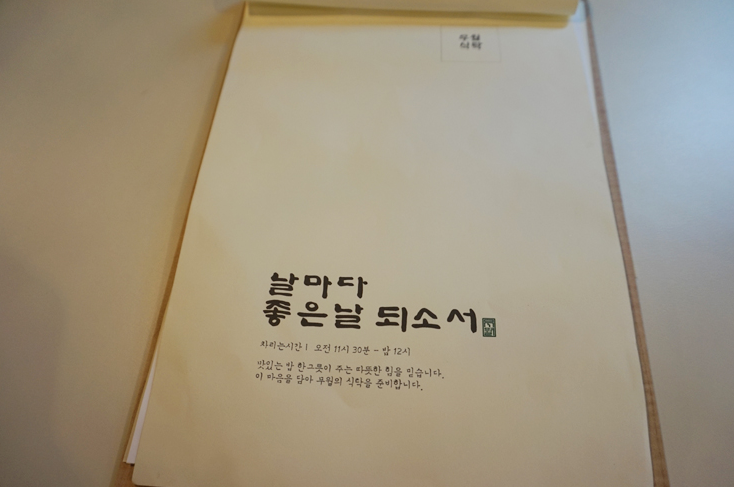 무월
식탁
날마다
좋은날 되소서
차리는시간 | 오전 11시 30분 - 밤 12시
맛있는 밥 한그릇이 주는 따뜻한 힘을 믿습니다.
이 마음을 담아 무월의 식탁을 준비합니다.